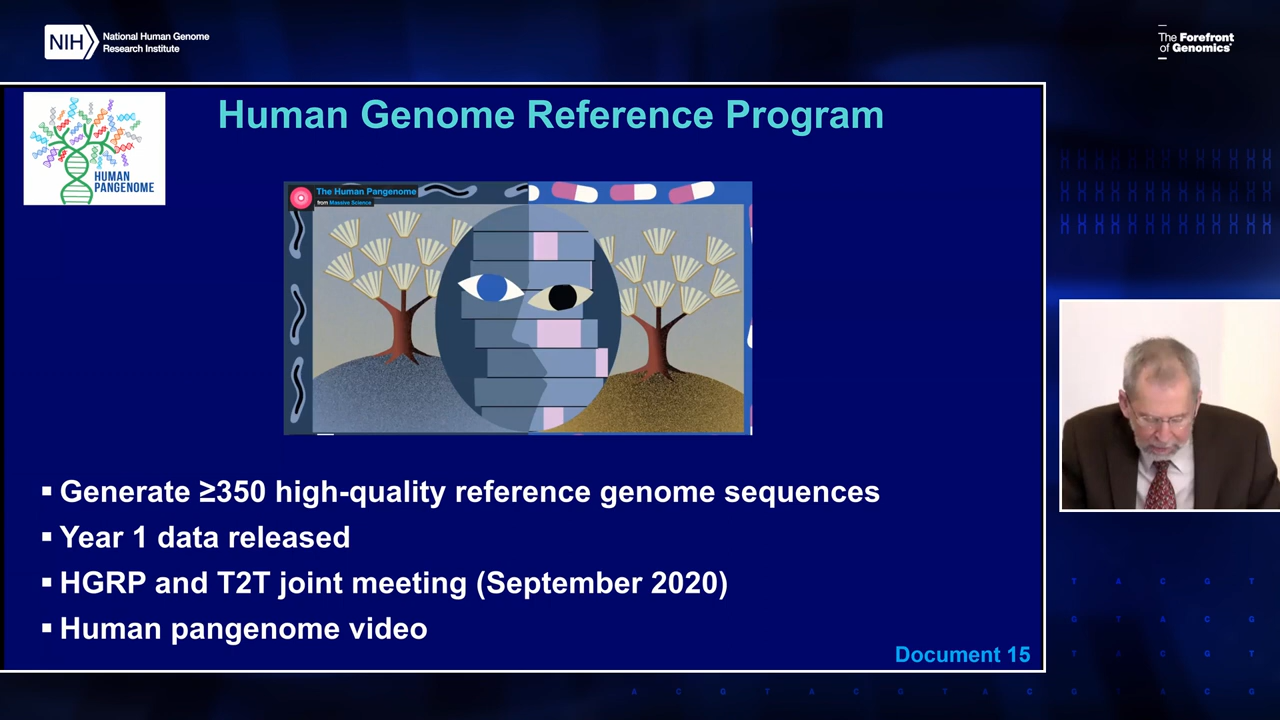 NIH
National Human Genome
Research Institute
The Forefront
of Genomics®
HUMAN
PANGENOME
Human Genome Reference Program
The Human Pangenome
from Massive Science
▪ Generate ≥350 high-quality reference genome sequences
▪ Year 1 data released
▪ HGRP and T2T joint meeting (September 2020)
▪ Human pangenome video
Document 15
T A C G T
G T A C G
T A C G T
A C G T A C G T A C G T A C G